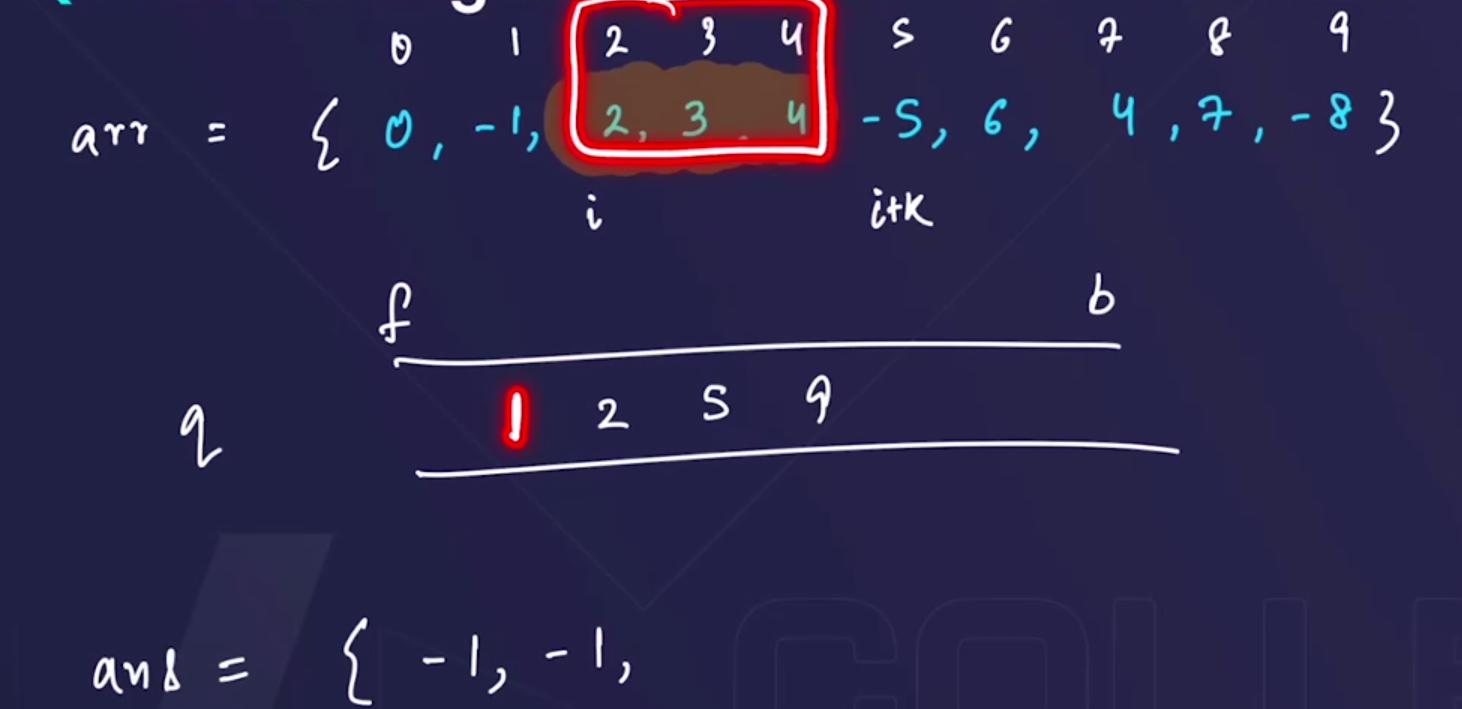 0 1 2 3 4 5 6 7 8 9
arr = { 0, -1, 2, 3, 4 -5, 6, 4, 7, -8 }
i i+k
f b
q 1 2 5 9
ans = { -1, -1,
COLLE